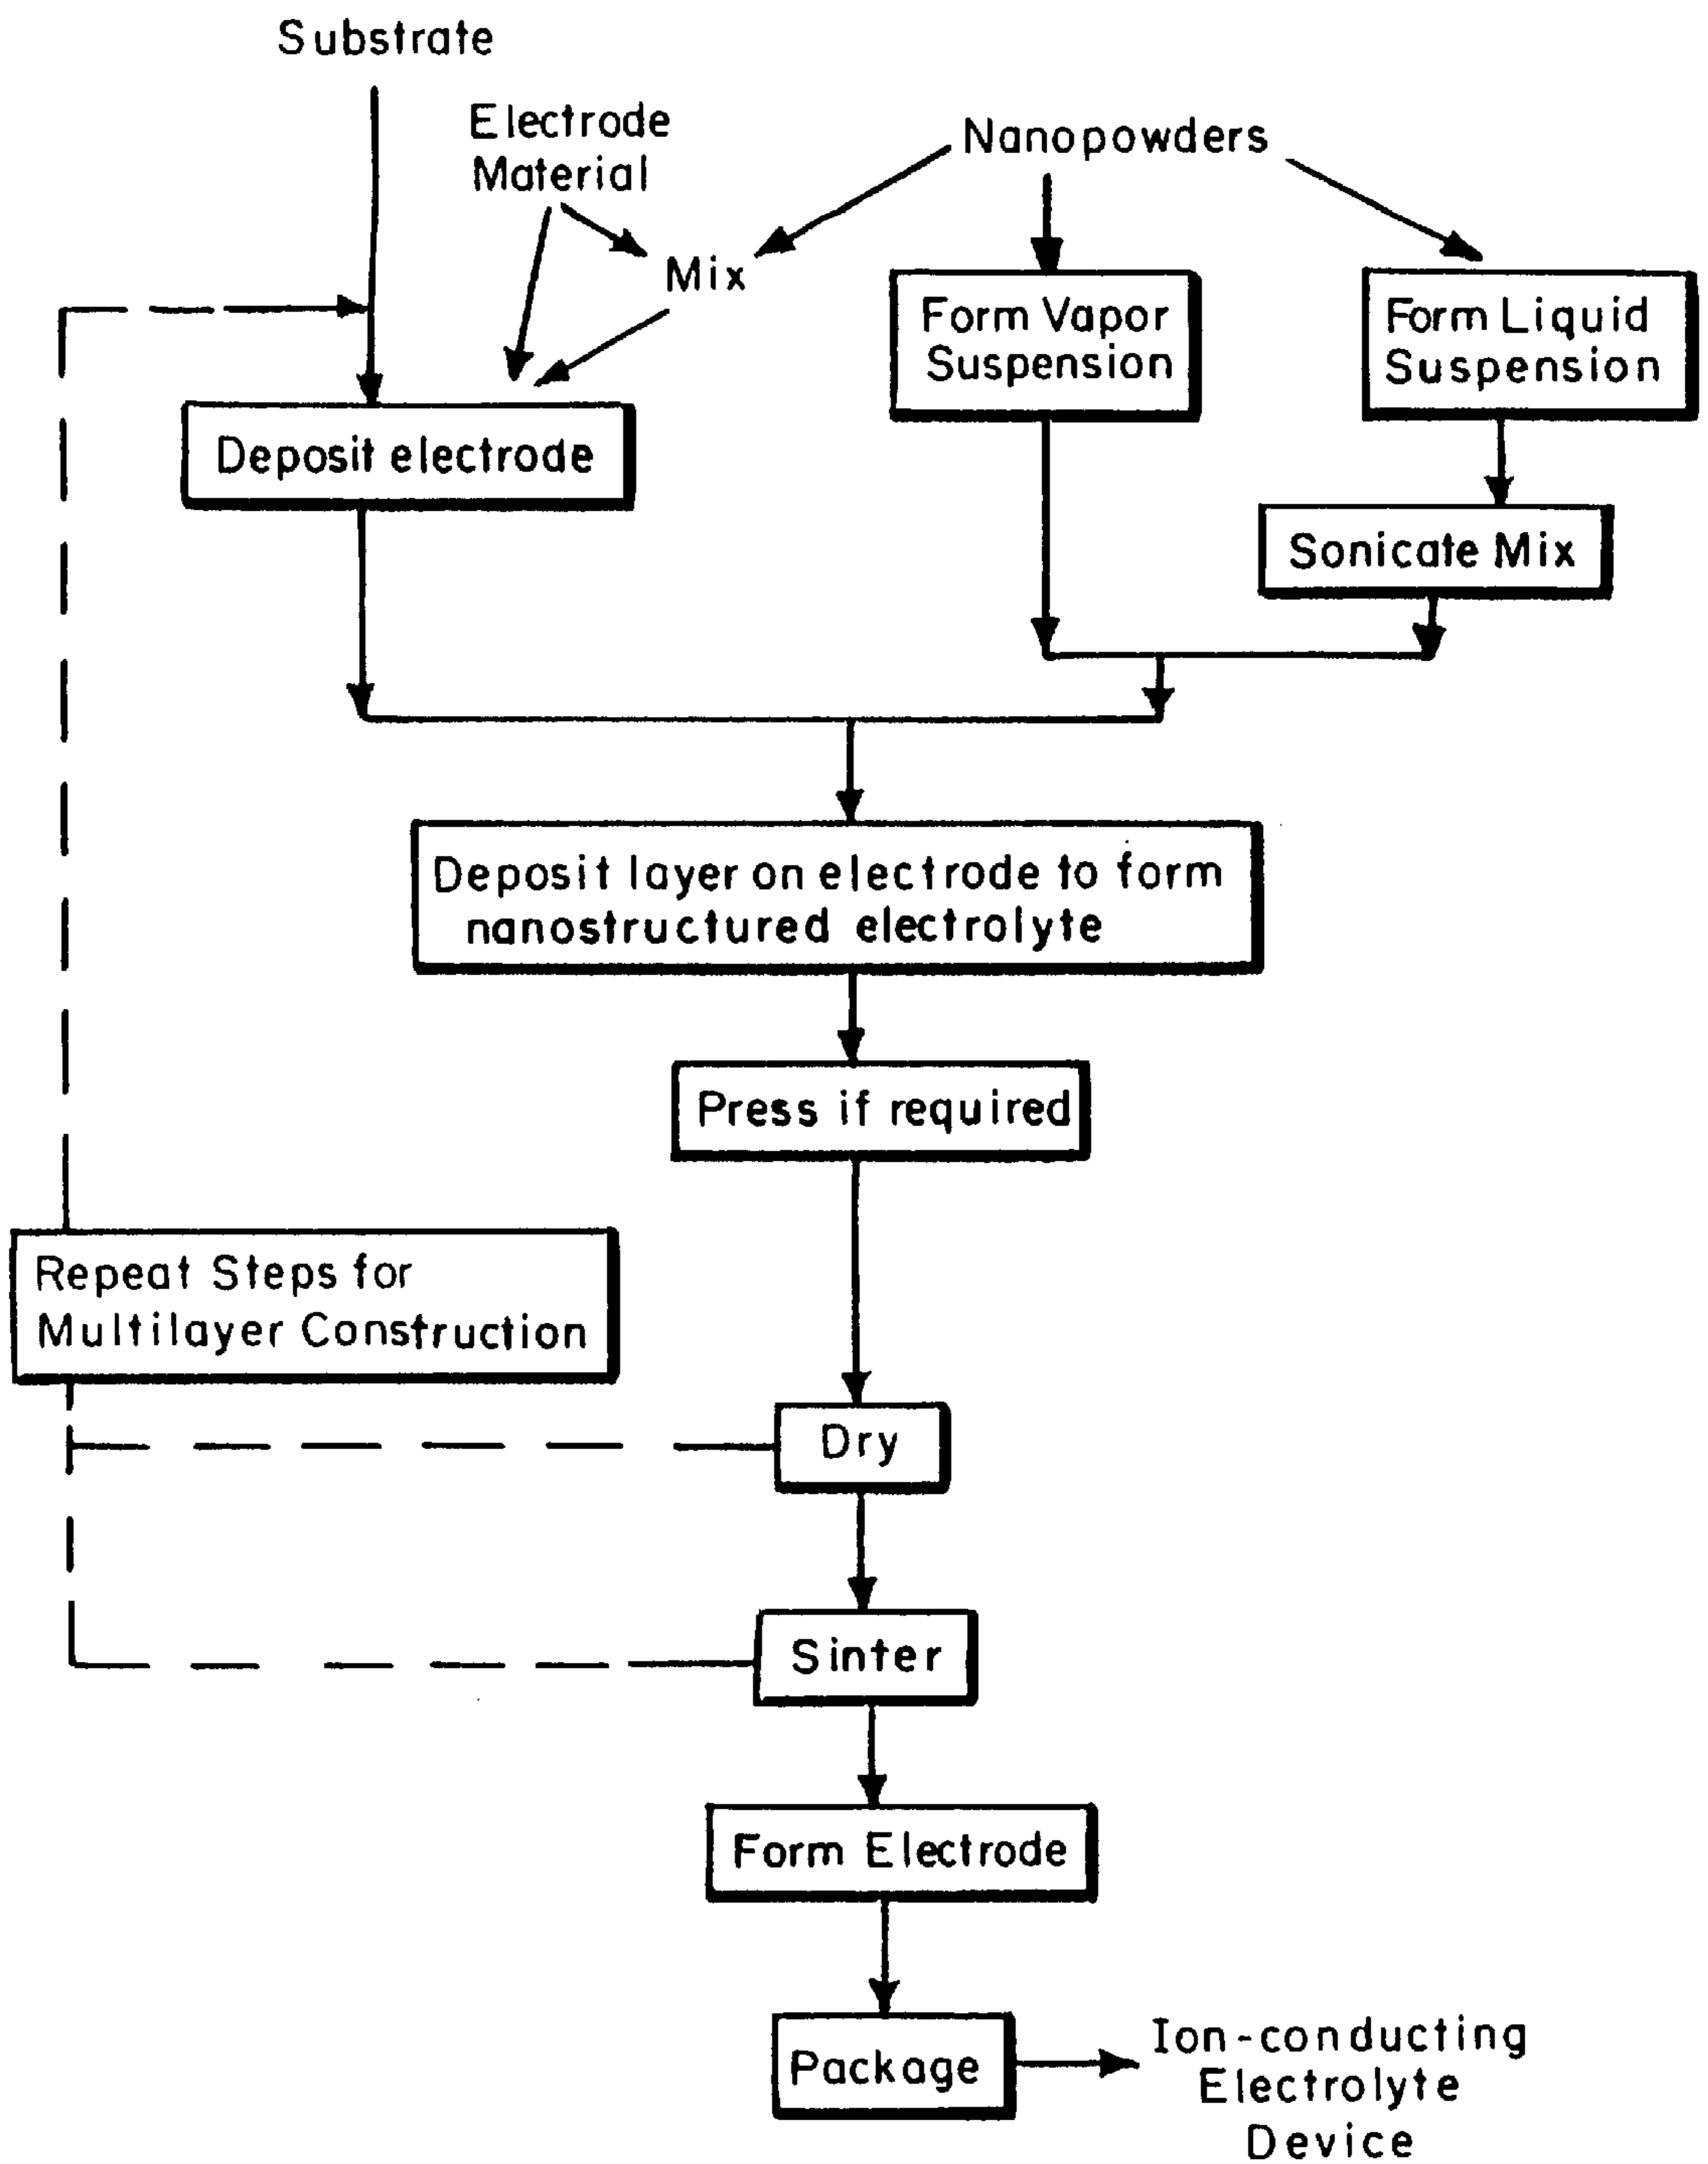 Substrate
Electrode
Material
Nanopowders
Mix
Form Vapor
Suspension
Form Liquid
Suspension
Deposit electrode
Sonicate Mix
Deposit layer on electrode to form
nanostructured electrolyte
Press if required
Repeat Steps for
Multilayer Construction
Dry
Sinter
Form Electrode
Package
Ion-conducting
Electrolyte
Device